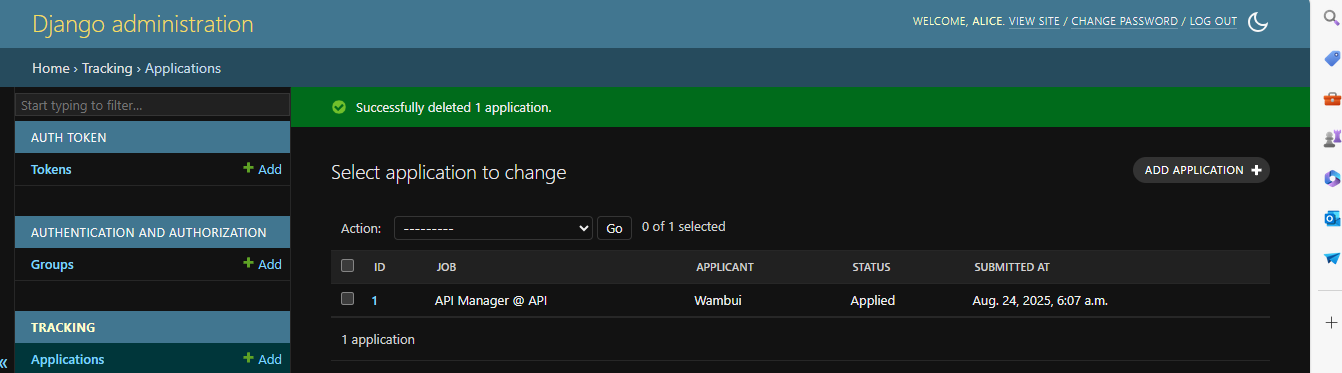 Django administration
WELCOME, ALICE. VIEW SITE / CHANGE PASSWORD / LOG OUT
Home › Tracking › Applications
Start typing to filter...
AUTH TOKEN
Tokens + Add
AUTHENTICATION AND AUTHORIZATION
Groups + Add
TRACKING
Applications + Add
«
Successfully deleted 1 application.
Select application to change
ADD APPLICATION +
Action: --------- Go 0 of 1 selected
ID JOB APPLICANT STATUS SUBMITTED AT
1 API Manager @ API Wambui Applied Aug. 24, 2025, 6:07 a.m.
1 application